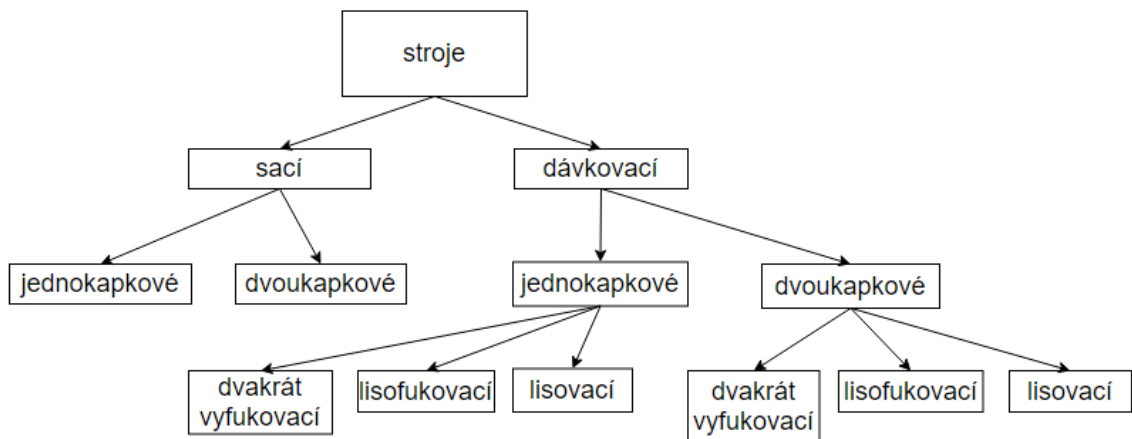 stroje
sací
dávkovací
jednokapkové
dvoukapkové
jednokapkové
dvoukapkové
dvakrát
vyfukovací
lisofukovací
lisovací
dvakrát
vyfukovací
lisofukovací
lisovací